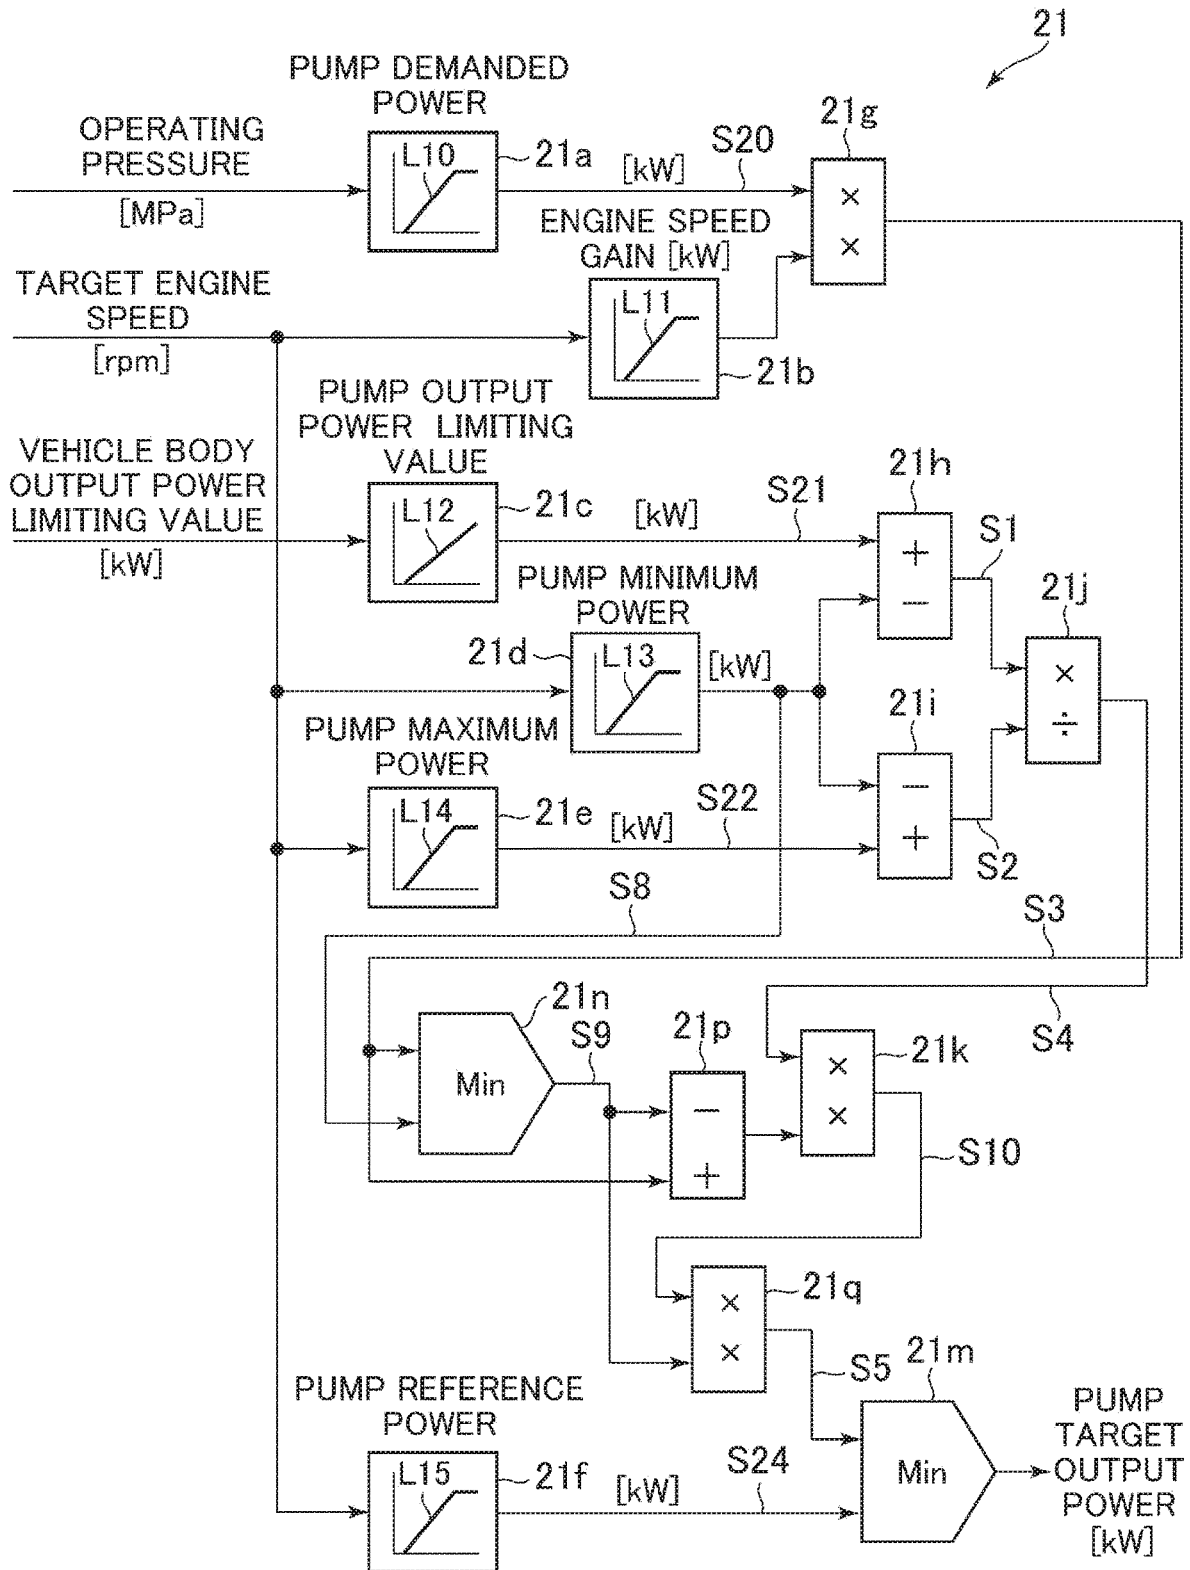 21
PUMP DEMANDED
POWER
21g
OPERATING
PRESSURE
L10
21a
S20
[kW]
[MPa]
×
×
ENGINE SPEED
GAIN [kW]
TARGET ENGINE
SPEED
[rpm]
L11
21b
PUMP OUTPUT
POWER LIMITING
VALUE
VEHICLE BODY
OUTPUT POWER
LIMITING VALUE
[kW]
L12
21c
[kW]
S21
21h
+
−
S1
21j
×
÷
PUMP MINIMUM
POWER
21d
L13
[kW]
21i
−
+
S2
PUMP MAXIMUM
POWER
L14
21e
[kW]
S22
S8
S3
S4
21n
Min
S9
21p
−
+
21k
×
×
S10
21q
×
×
S5
21m
Min
PUMP REFERENCE
POWER
L15
21f
[kW]
S24
PUMP
TARGET
OUTPUT
POWER
[kW]